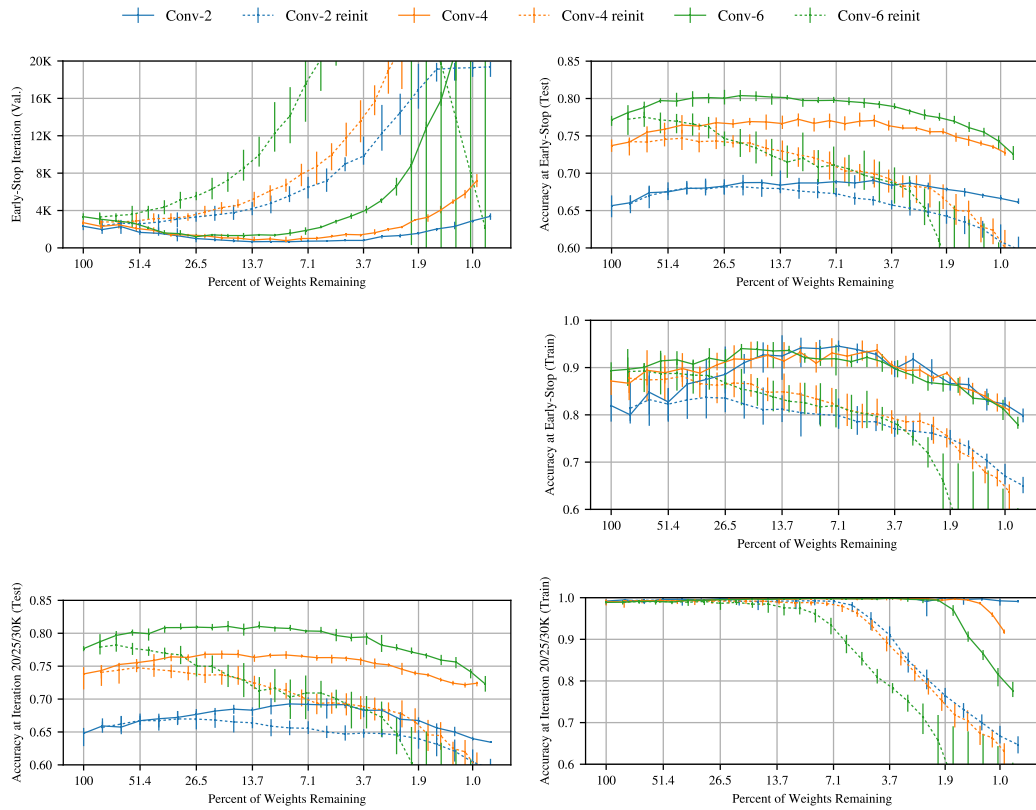 Conv-2 Conv-2 reinit Conv-4 Conv-4 reinit Conv-6 Conv-6 reinit
Early-Stop Iteration (Val.)
20K
16K
12K
8K
4K
0
100 51.4 26.5 13.7 7.1 3.7 1.9 1.0
Percent of Weights Remaining
Accuracy at Early-Stop (Test)
0.85
0.80
0.75
0.70
0.65
0.60
100 51.4 26.5 13.7 7.1 3.7 1.9 1.0
Percent of Weights Remaining
Accuracy at Early-Stop (Train)
1.0
0.9
0.8
0.7
0.6
100 51.4 26.5 13.7 7.1 3.7 1.9 1.0
Percent of Weights Remaining
Accuracy at Iteration 20/25/30K (Test)
0.85
0.80
0.75
0.70
0.65
0.60
100 51.4 26.5 13.7 7.1 3.7 1.9 1.0
Percent of Weights Remaining
Accuracy at Iteration 20/25/30K (Train)
1.0
0.9
0.8
0.7
0.6
100 51.4 26.5 13.7 7.1 3.7 1.9 1.0
Percent of Weights Remaining